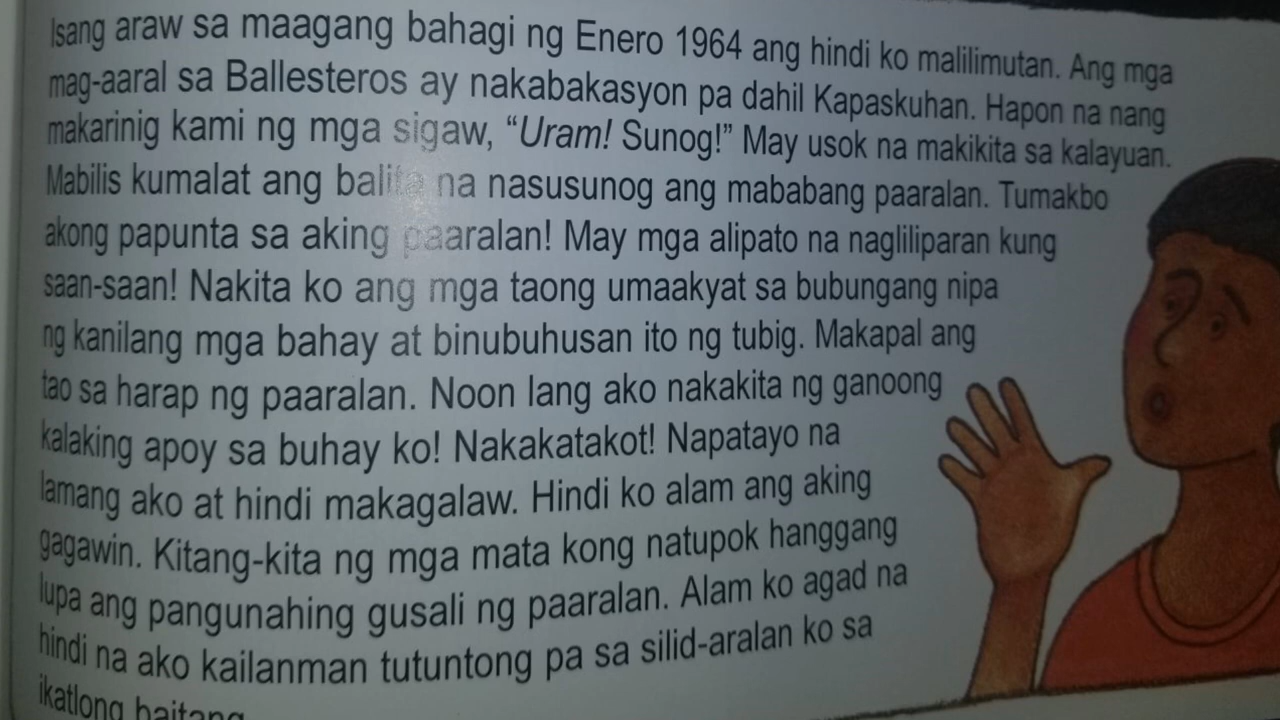 Isang araw sa maagang bahagi ng Enero 1964 ang hindi ko malilimutan. Ang mga
mag-aaral sa Ballesteros ay nakabakasyon pa dahil Kapaskuhan. Hapon na nang
makarinig kami ng mga sigaw, “Uram! Sunog!” May usok na makikita sa kalayuan.
Mabilis kumalat ang balita na nasusunog ang mababang paaralan. Tumakbo
akong papunta sa aking paaralan! May mga alipato na nagliliparan kung
saan-saan! Nakita ko ang mga taong umaakyat sa bubungang nipa
ng kanilang mga bahay at binubuhusan ito ng tubig. Makapal ang
tao sa harap ng paaralan. Noon lang ako nakakita ng ganoong
kalaking apoy sa buhay ko! Nakakatakot! Napatayo na
lamang ako at hindi makagalaw. Hindi ko alam ang aking
gagawin. Kitang-kita ng mga mata kong natupok hanggang
lupa ang pangunahing gusali ng paaralan. Alam ko agad na
hindi na ako kailanman tutuntong pa sa silid-aralan ko sa
ikatlong baitang